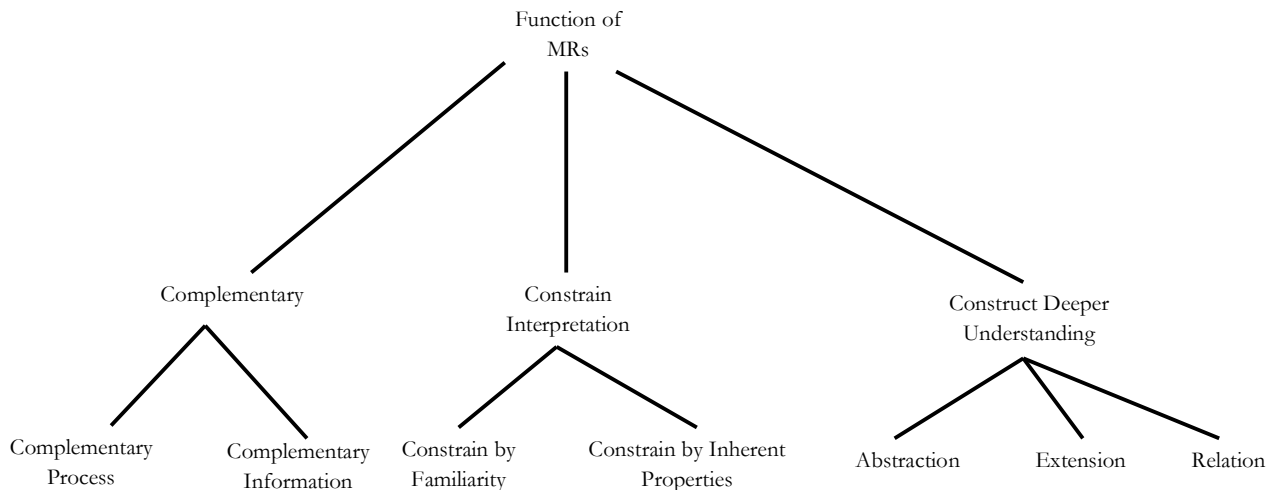 Function of
MRs
Complementary
Constrain
Interpretation
Construct Deeper
Understanding
Complementary
Process
Complementary
Information
Constrain by
Familiarity
Constrain by Inherent
Properties
Abstraction
Extension
Relation